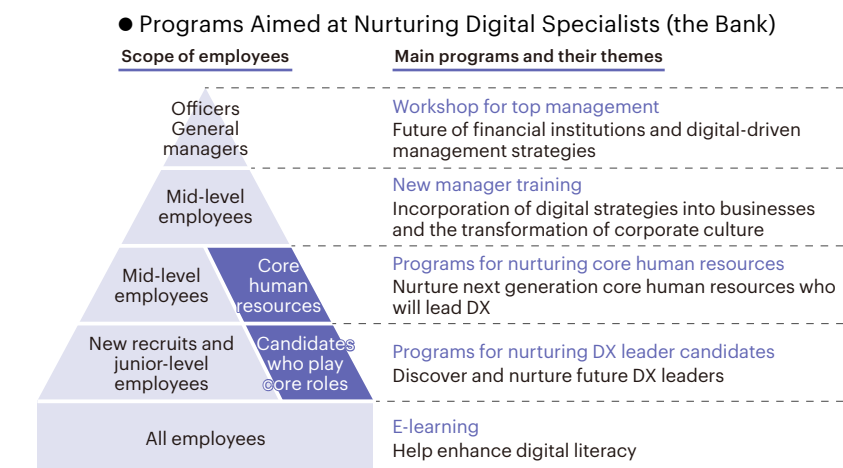 ● Programs Aimed at Nurturing Digital Specialists (the Bank)
Scope of employees
Main programs and their themes
Officers
General
managers
Workshop for top management
Future of financial institutions and digital-driven
management strategies
Mid-level
employees
New manager training
Incorporation of digital strategies into businesses
and the transformation of corporate culture
Mid-level
employees
Core
human
resources
Programs for nurturing core human resources
Nurture next generation core human resources who
will lead DX
New recruits and
junior-level
employees
Candidates
who play
core roles
Programs for nurturing DX leader candidates
Discover and nurture future DX leaders
All employees
E-learning
Help enhance digital literacy